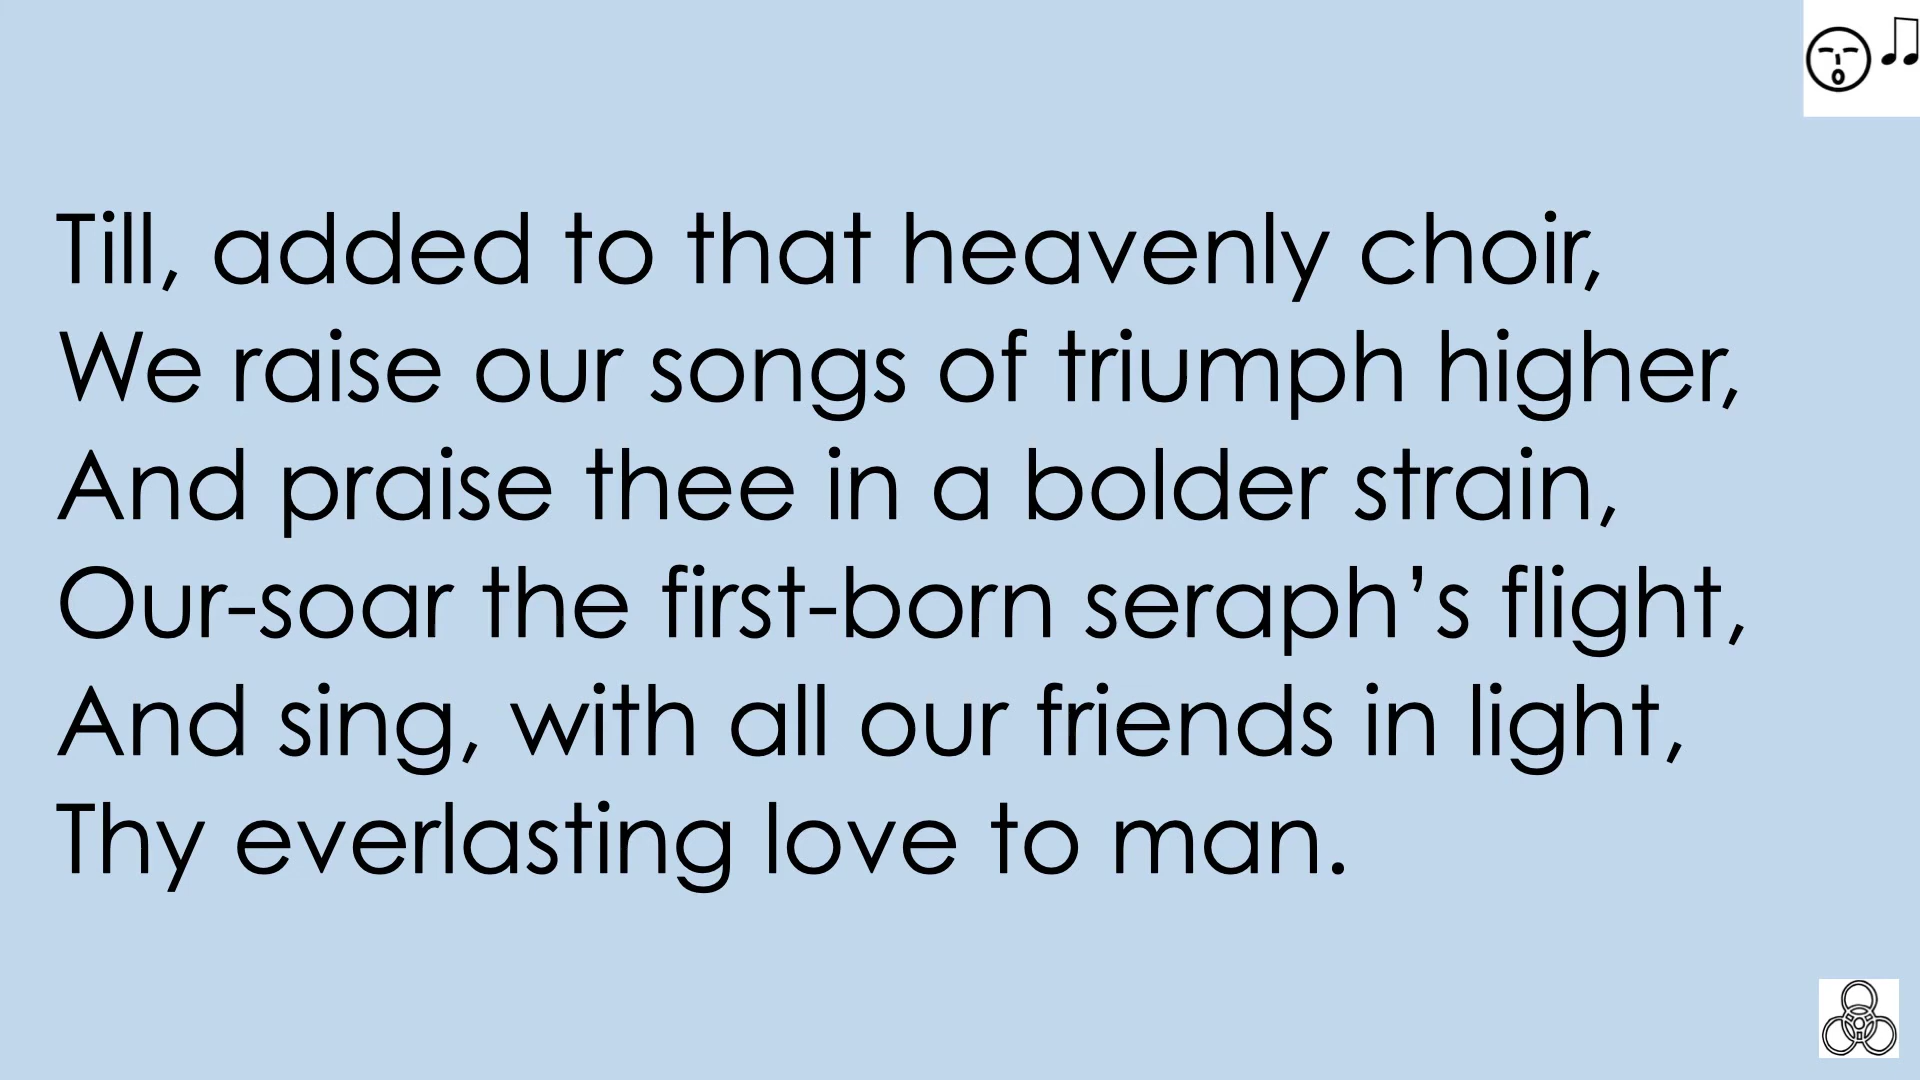 Till, added to that heavenly choir,
We raise our songs of triumph higher,
And praise thee in a bolder strain,
Our-soar the first-born seraph’s flight,
And sing, with all our friends in light,
Thy everlasting love to man.